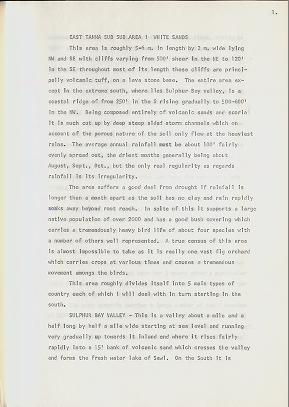 1.
EAST TANNA SUB SUB AREA 1 WHITE SANDS
This area is roughly 5-6 m. in length by 2 m. wide lying
NW and SE with cliffs varying from 500' sheer in the NE to 120'
in the SE throughout most of its length these cliffs are princi-
pally volcanic tuff, on a lava stone base. The entire area ex-
cept in the extreme south, where lies Sulphur Bay valley, is a
coastal ridge of from 250' in the S rising gradually to 500-600'
in the NW. Being composed entirely of volcanic sands and scoria
it is much cut up by deep steep sided storm channels which on
account of the porous nature of the soil only flow at the heaviest
rains. The average annual rainfall must be about 100" fairly
evenly spread out, the driest months generally being about
August, Sept., Oct., but the only real regularity as regards
rainfall is its irregularity.
The area suffers a good deal from drought if rainfall is
longer than a month apart as the soil has no clay and rain rapidly
soaks away beyond root reach. In spite of this it supports a large
native population of over 2000 and has a good bush covering which
carries a tremendously heavy bird life of about four species with
a number of others well represented. A true census of this area
is almost impossible to take as it is really one vast fig orchard
which carries crops at various times and causes a tremendous
movement amongst the birds.
This area roughly divides itself into 5 main types of
country each of which I will deal with in turn starting in the
south.
SULPHUR BAY VALLEY - This is a valley about a mile and a
half long by half a mile wide starting at sea level and running
very gradually up towards it inland and where it rises fairly
rapidly into a 15' bank of volcanic sand which crosses the valley
and forms the fresh water lake of Sewl. On the South it is